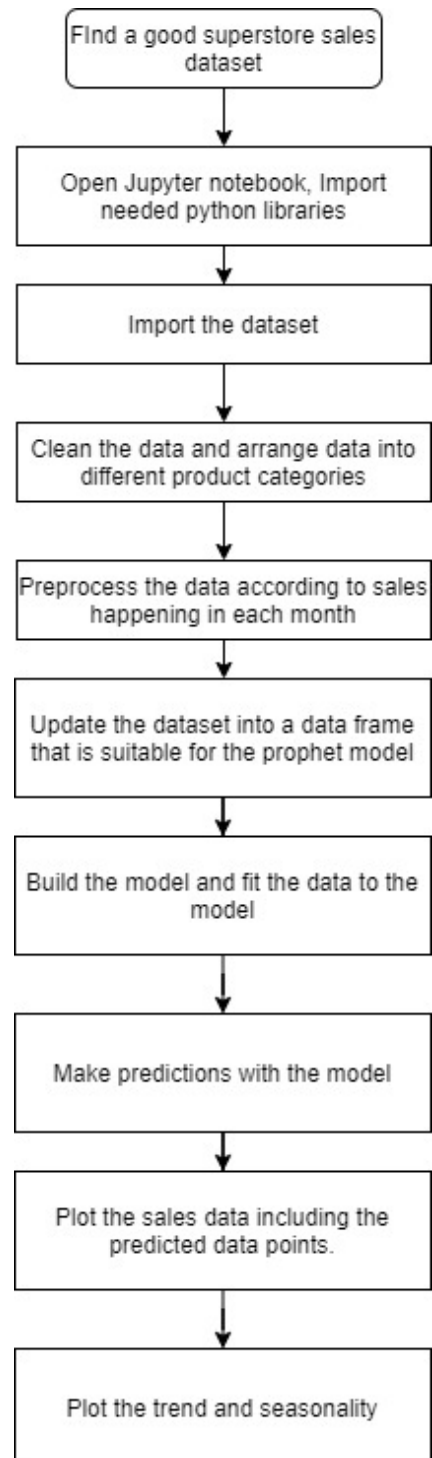 FInd a good superstore sales
dataset
Open Jupyter notebook, Import
needed python libraries
Import the dataset
Clean the data and arrange data into
different product categories
Preprocess the data according to sales
happening in each month
Update the dataset into a data frame
that is suitable for the prophet model
Build the model and fit the data to the
model
Make predictions with the model
Plot the sales data including the
predicted data points.
Plot the trend and seasonality